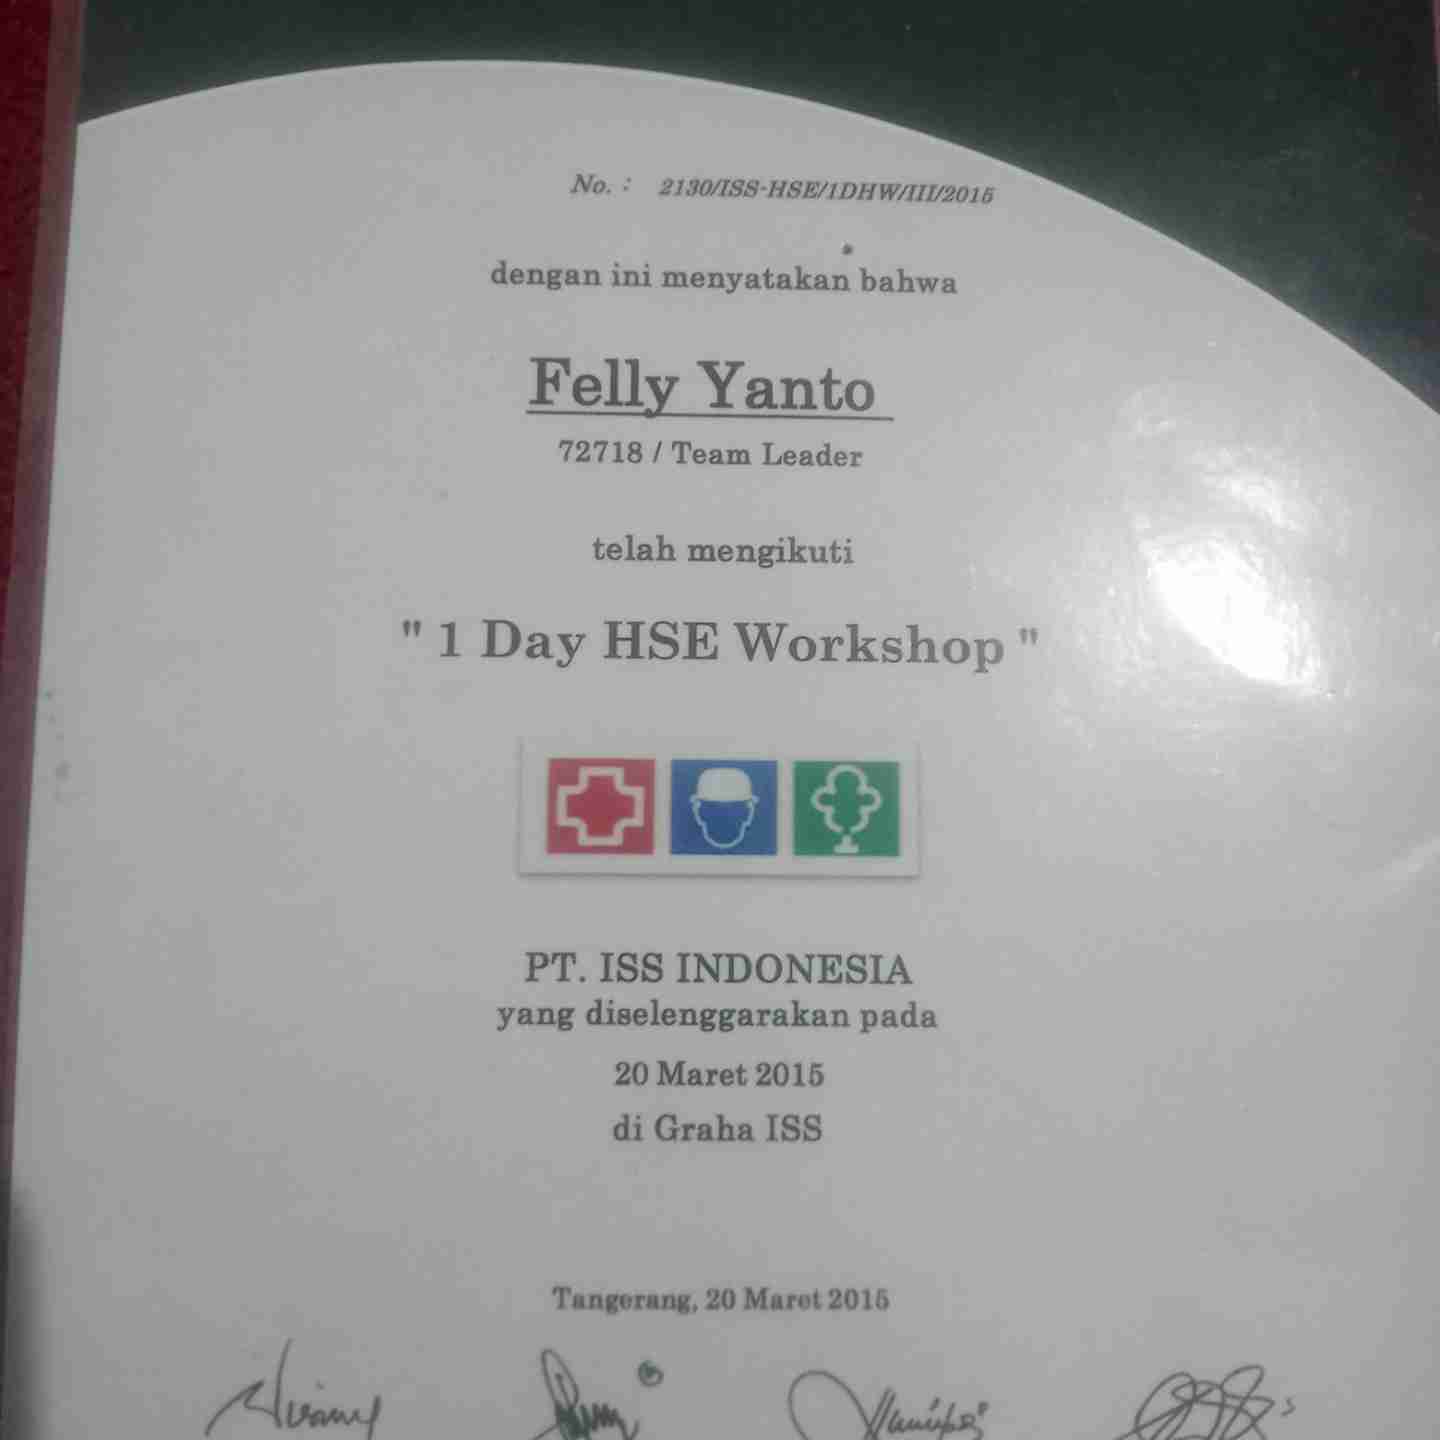 No. : 2130/ISS-HSE/1DHW/III/2015
dengan ini menyatakan bahwa
Felly Yanto
72718 / Team Leader
telah mengikuti
" 1 Day HSE Workshop "
PT. ISS INDONESIA
yang diselenggarakan pada
20 Maret 2015
di Graha ISS
Tangerang, 20 Maret 2015